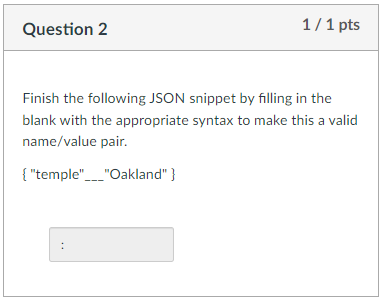 Question 2
1 / 1 pts
Finish the following JSON snippet by filling in the
blank with the appropriate syntax to make this a valid
name/value pair.
{ "temple"___"Oakland" }
: